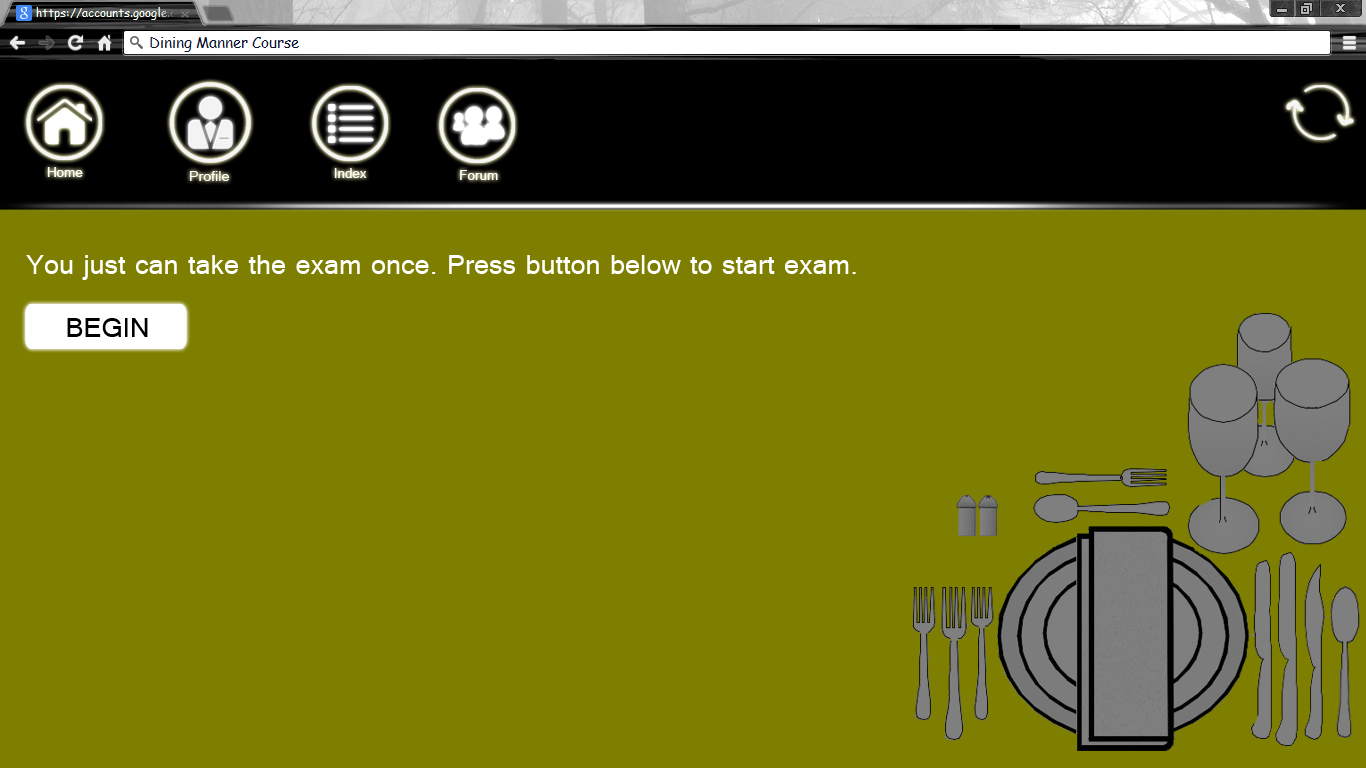 https://accounts.google.
Dining Manner Course
Home
Profile
Index
Forum
You just can take the exam once. Press button below to start exam.
BEGIN